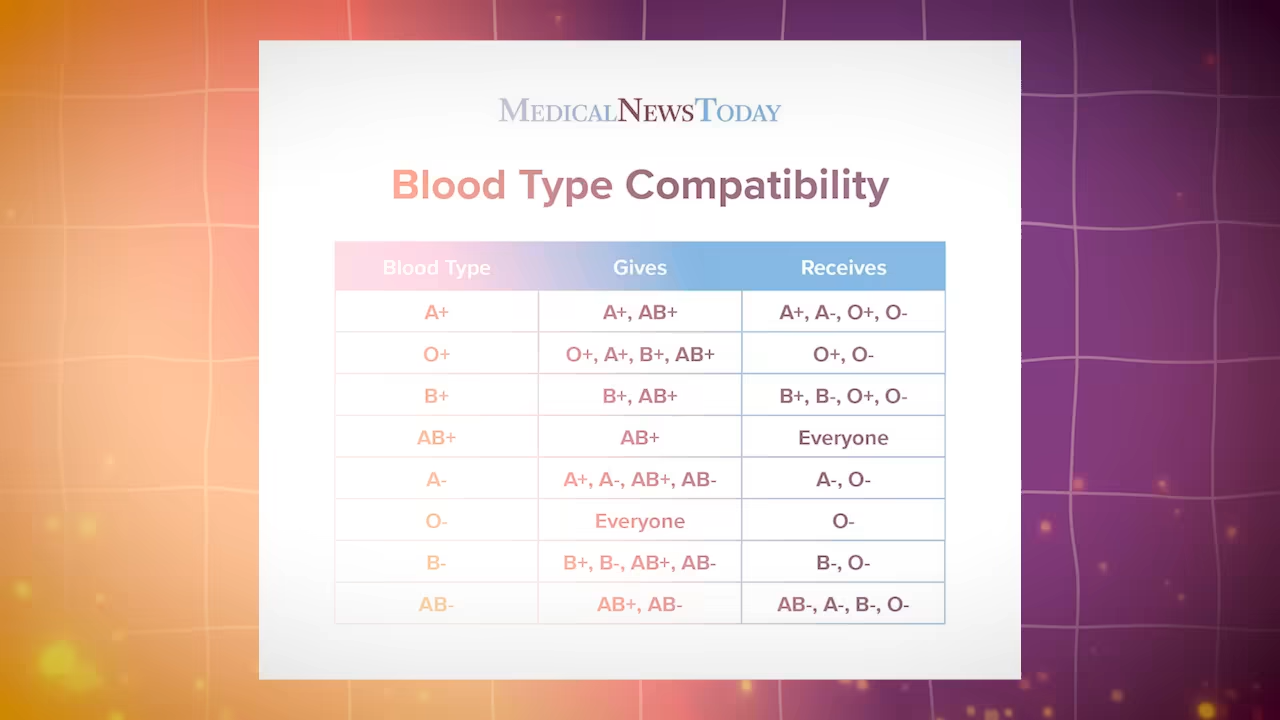 MEDICALNEWSTODAY
Blood Type Compatibility
Blood Type Gives Receives
A+ A+, AB+ A+, A-, O+, O-
O+ O+, A+, B+, AB+ O+, O-
B+ B+, AB+ B+, B-, O+, O-
AB+ AB+ Everyone
A- A+, A-, AB+, AB- A-, O-
O- Everyone O-
B- B+, B-, AB+, AB- B-, O-
AB- AB+, AB- AB-, A-, B-, O-